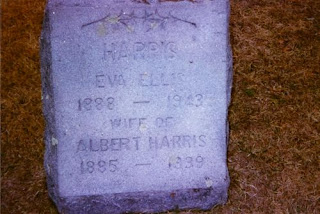 HARRIS
EVA ELLIS
1888 — 1943
WIFE OF
ALBERT HARRIS
1885 — 1939